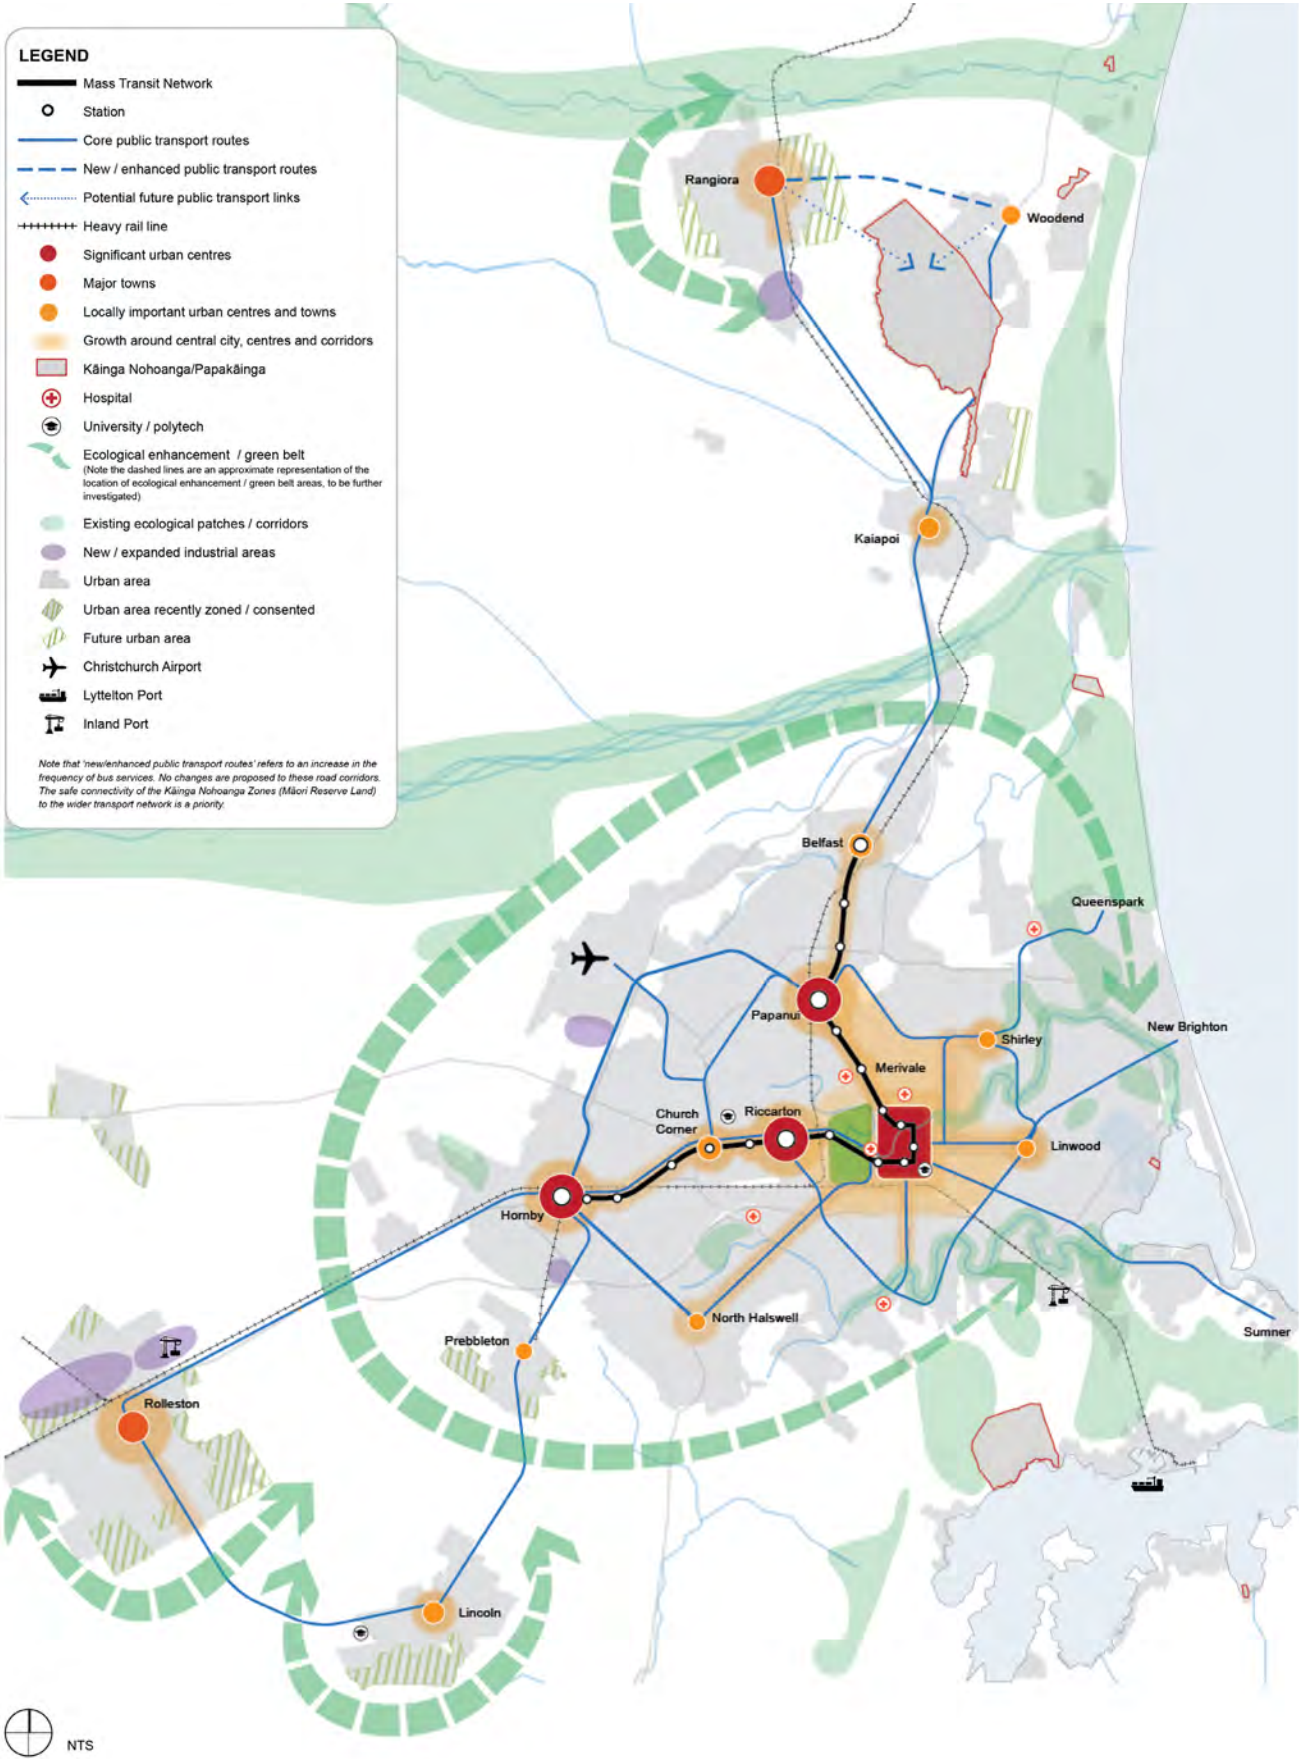 LEGEND
Mass Transit Network
Station
Core public transport routes
New / enhanced public transport routes
Potential future public transport links
Heavy rail line
Significant urban centres
Major towns
Locally important urban centres and towns
Growth around central city, centres and corridors
Kāinga Nohoanga/Papakāinga
Hospital
University / polytech
Ecological enhancement / green belt
(Note the dashed lines are an approximate representation of the
location of ecological enhancement / green belt areas, to be further
investigated)
Existing ecological patches / corridors
New / expanded industrial areas
Urban area
Urban area recently zoned / consented
Future urban area
Christchurch Airport
Lyttelton Port
Inland Port
Note that 'new/enhanced public transport routes' refers to an increase in the
frequency of bus services. No changes are proposed to these road corridors.
The safe connectivity of the Kāinga Nohoanga Zones (Māori Reserve Land)
to the wider transport network is a priority.
Rangiora
Woodend
Kaiapoi
Belfast
Queenspark
Papanui
New Brighton
Shirley
Merivale
Church
Corner
Riccarton
Linwood
Hornby
North Halswell
Prebbleton
Sumner
Rolleston
Lincoln
NTS